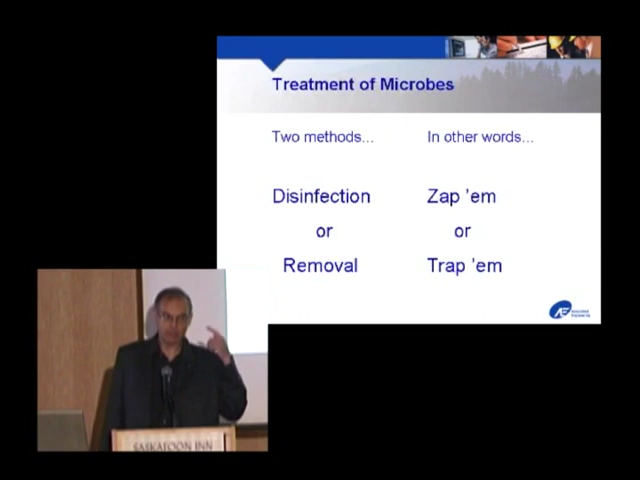 Treatment of Microbes
Two methods... In other words...
Disinfection Zap 'em
or or
Removal Trap 'em
SASKATOON INN